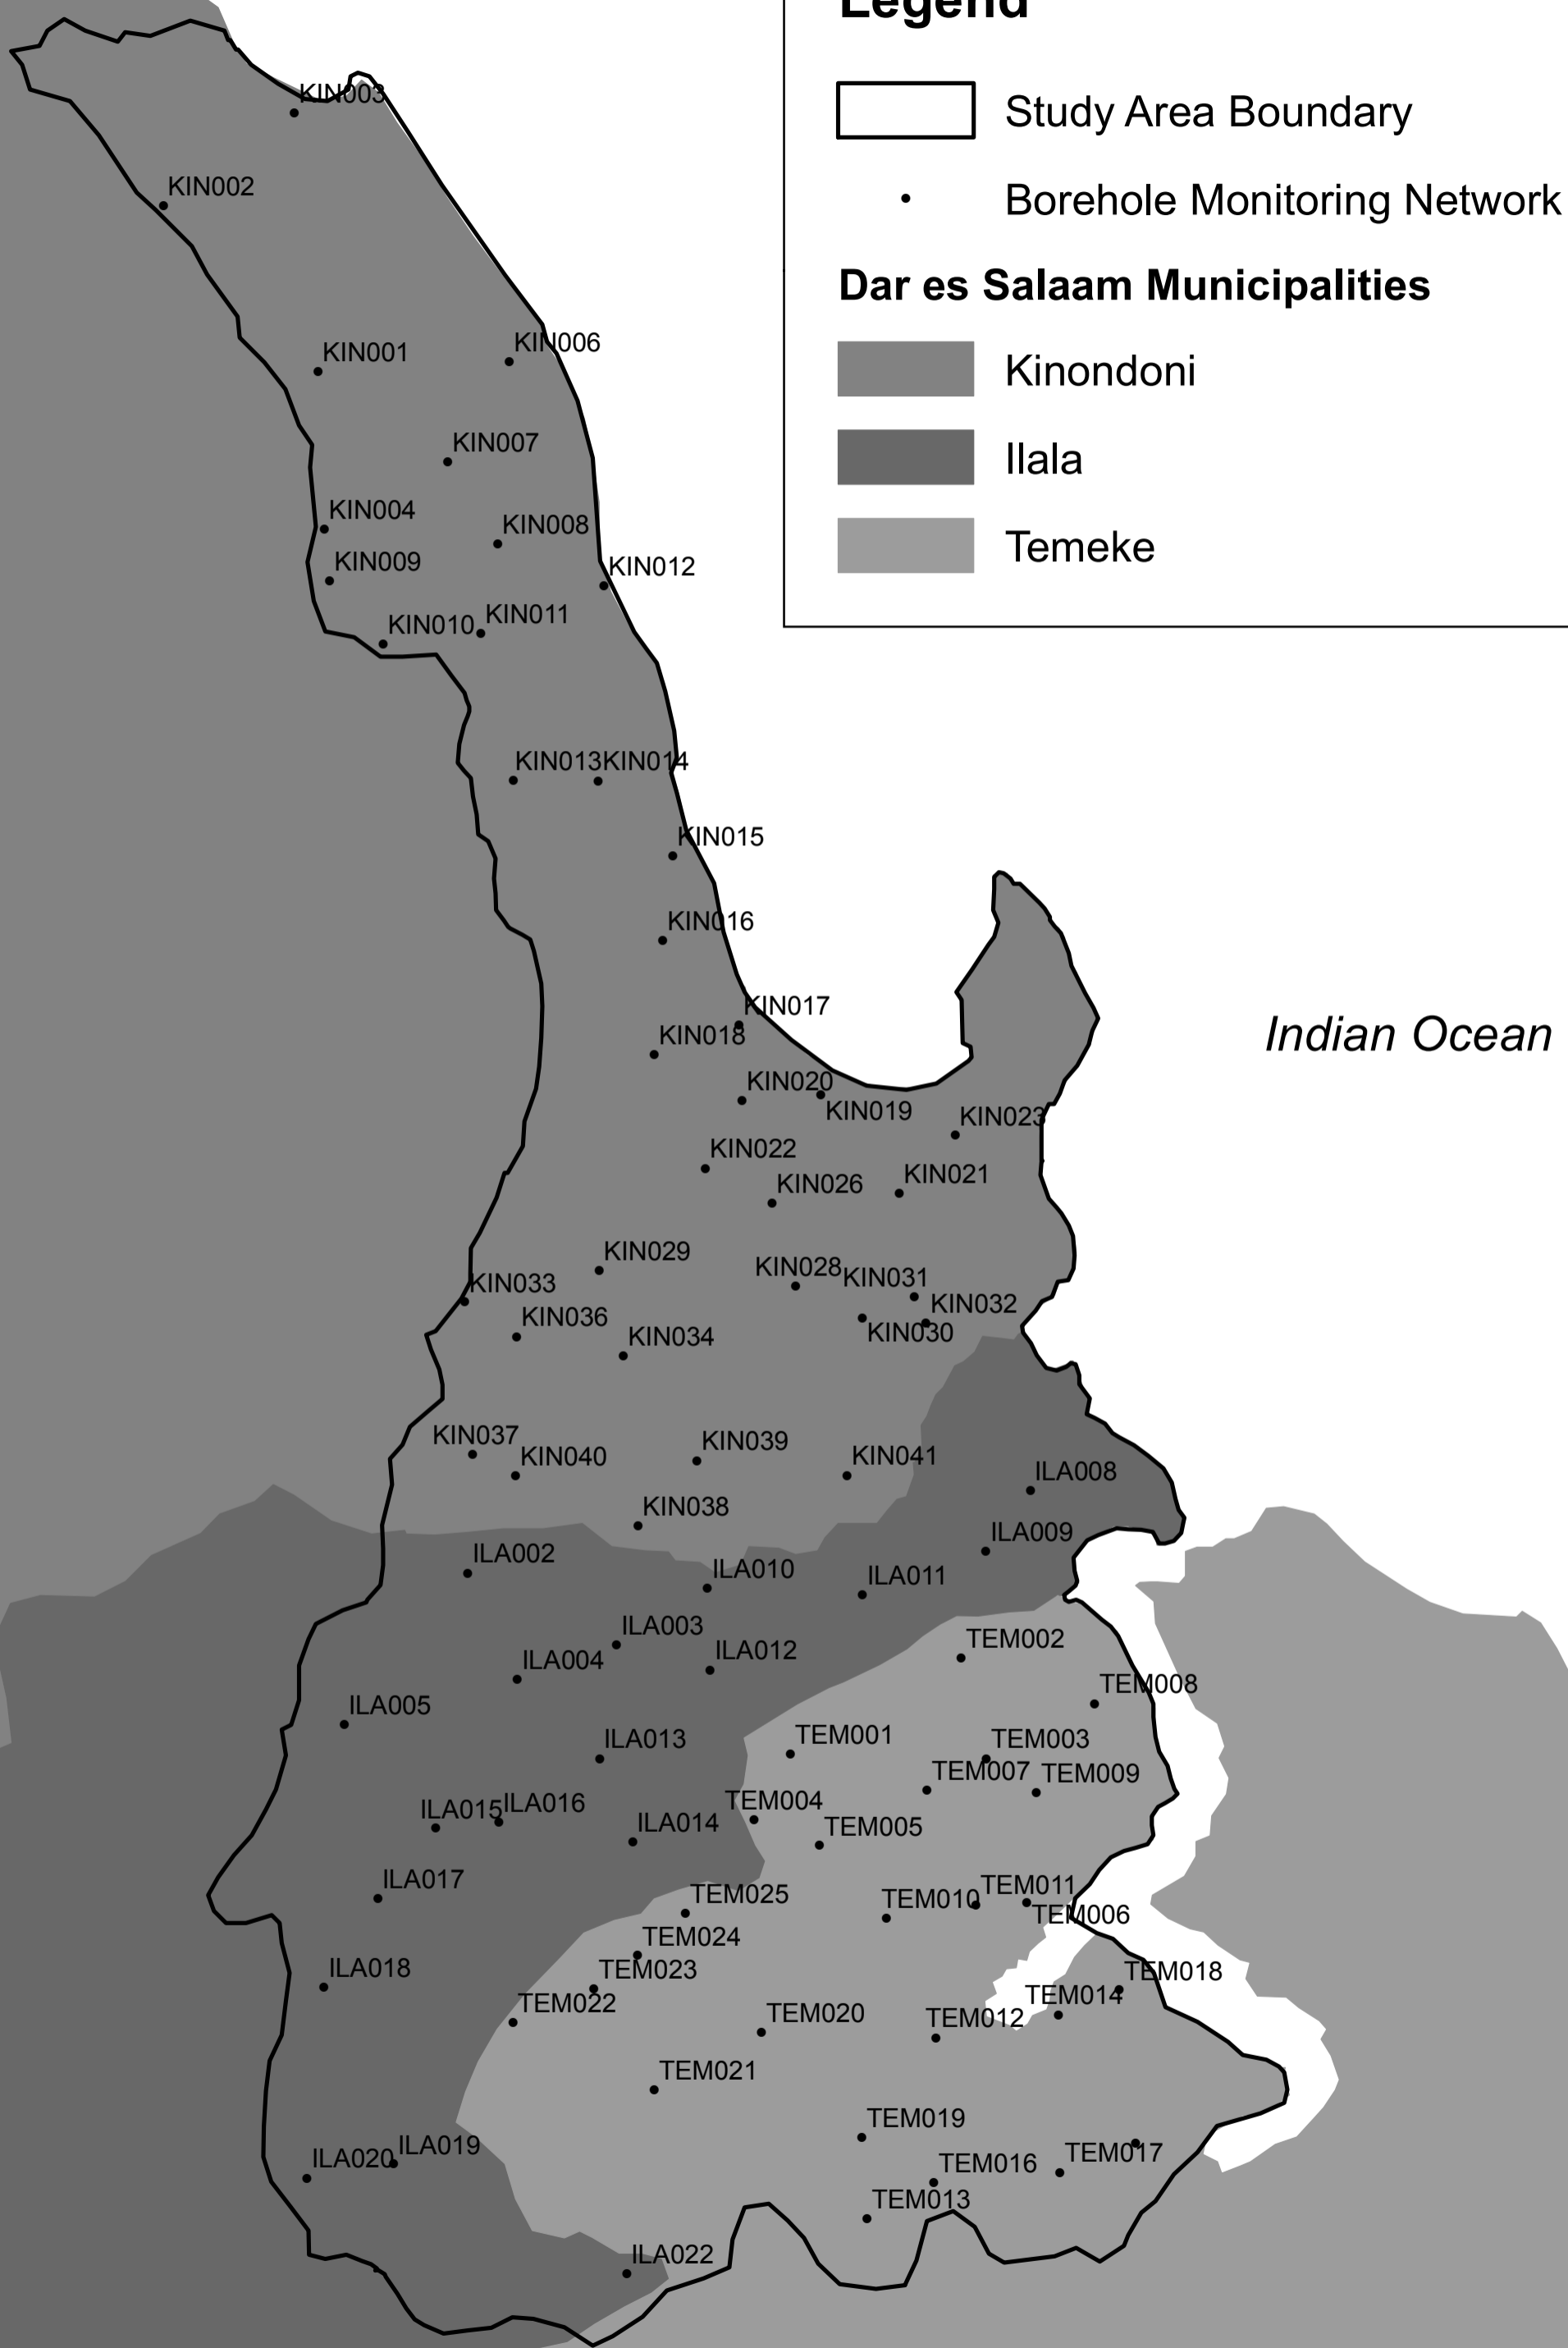 Legend
Study Area Boundary
Borehole Monitoring Network
Dar es Salaam Municipalities
Kinondoni
Ilala
Temeke
Indian Ocean
KIN003
KIN002
KIN006
KIN001
KIN007
KIN004
KIN008
KIN009
KIN012
KIN010
KIN011
KIN013
KIN014
KIN015
KIN016
KIN017
KIN018
KIN020
KIN019
KIN023
KIN022
KIN021
KIN026
KIN029
KIN028
KIN031
KIN033
KIN032
KIN036
KIN030
KIN034
KIN037
KIN039
KIN040
KIN041
ILA008
KIN038
ILA009
ILA002
ILA010
ILA011
ILA003
TEM002
ILA012
ILA004
TEM008
ILA005
TEM001
ILA013
TEM003
TEM007
TEM009
TEM004
ILA015
ILA016
ILA014
TEM005
ILA017
TEM025
TEM010
TEM011
TEM006
TEM024
ILA018
TEM023
TEM018
TEM022
TEM014
TEM020
TEM012
TEM021
TEM019
ILA020
ILA019
TEM017
TEM016
TEM013
ILA022